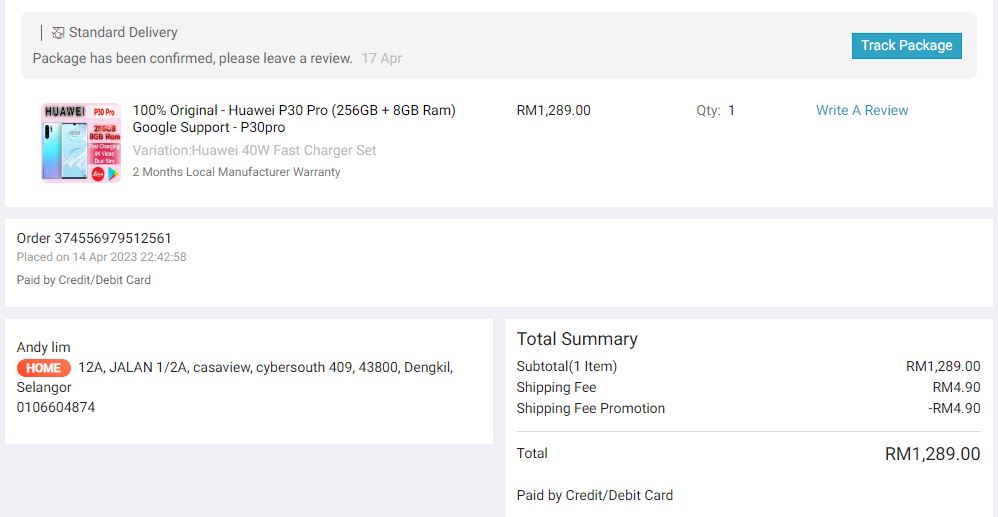 Standard Delivery
Package has been confirmed, please leave a review. 17 Apr
Track Package
HUAWEI P30 Pro
256GB
8GB Ram
Fast Charging
4K Video
Dual Sim
100% Original - Huawei P30 Pro (256GB + 8GB Ram)
Google Support - P30pro
Variation:Huawei 40W Fast Charger Set
2 Months Local Manufacturer Warranty
RM1,289.00
Qty: 1
Write A Review
Order 374556979512561
Placed on 14 Apr 2023 22:42:58
Paid by Credit/Debit Card
Andy lim
HOME 12A, JALAN 1/2A, casaview, cybersouth 409, 43800, Dengkil,
Selangor
0106604874
Total Summary
Subtotal(1 Item) RM1,289.00
Shipping Fee RM4.90
Shipping Fee Promotion -RM4.90
Total RM1,289.00
Paid by Credit/Debit Card